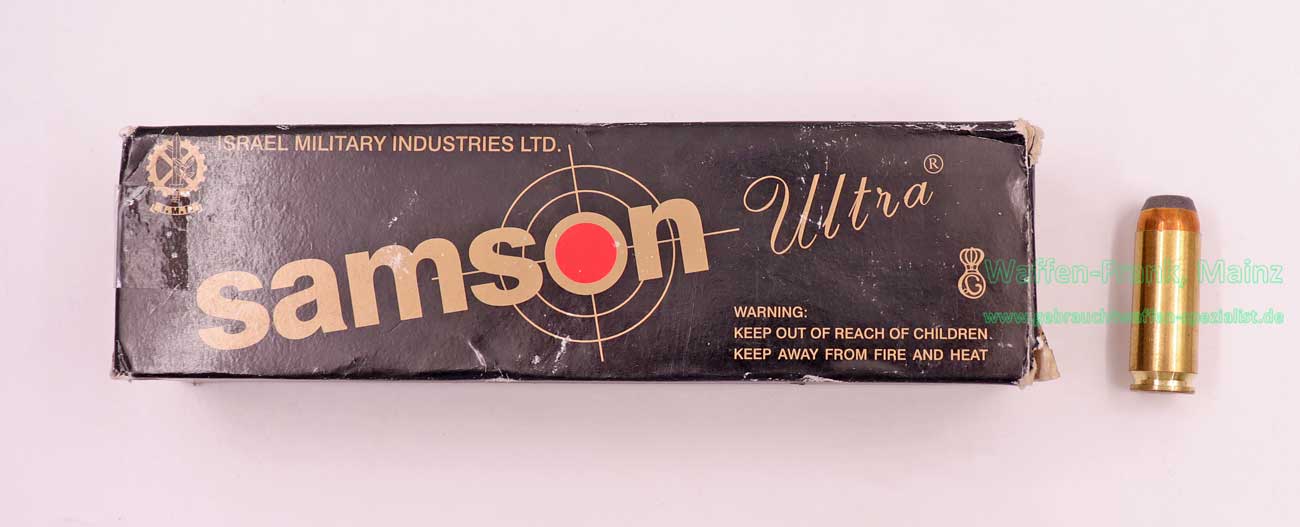 ISRAEL MILITARY INDUSTRIES LTD.
samson
Ultra®
G
WARNING:
KEEP OUT OF REACH OF CHILDREN.
KEEP AWAY FROM FIRE AND HEAT
Waffen-Frank, Mainz
www.gebrauchtwaffen-spezialist.de